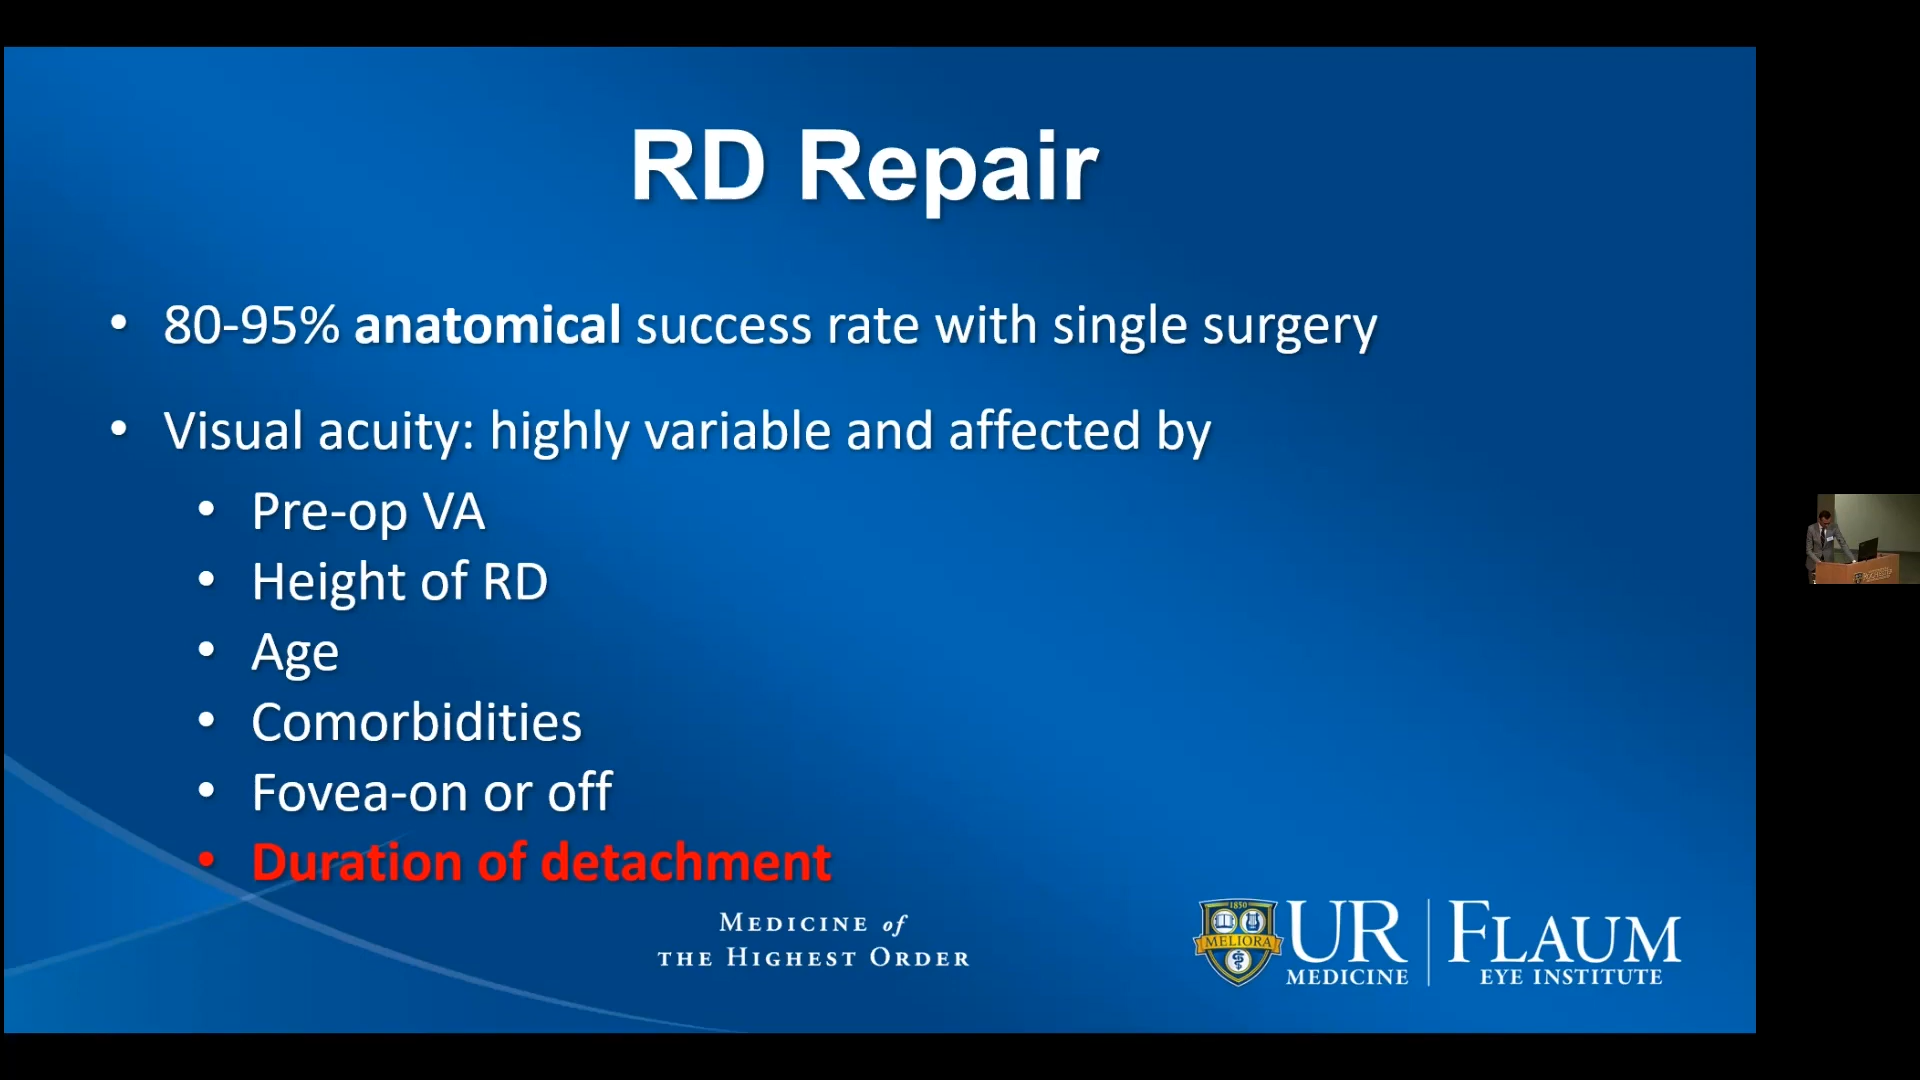 RD Repair
• 80-95% anatomical success rate with single surgery
• Visual acuity: highly variable and affected by
• Pre-op VA
• Height of RD
• Age
• Comorbidities
• Fovea-on or off
• Duration of detachment
MEDICINE of
THE HIGHEST ORDER
1850
MELIORA
UR
MEDICINE
FLAUM
EYE INSTITUTE